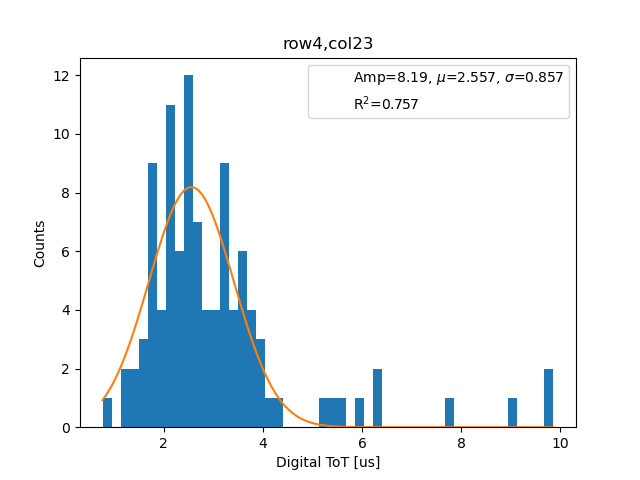 row4,col23
Amp=8.19, μ=2.557, σ=0.857
R²=0.757
12
10
8
6
4
2
0
Counts
2 4 6 8 10
Digital ToT [us]